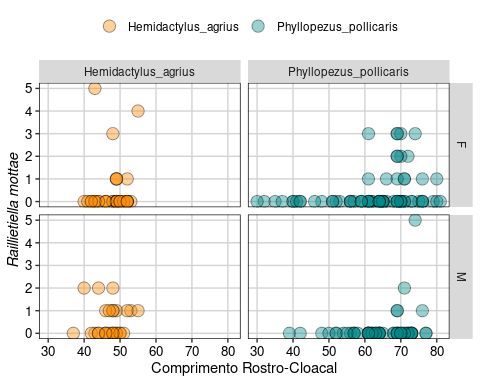 Hemidactylus_agrius Phyllopezus_pollicaris
Hemidactylus_agrius Phyllopezus_pollicaris
5
4
3
2
1
0
F
5
4
3
2
1
0
M
Raillietiella mottae
30 40 50 60 70 80 30 40 50 60 70 80
Comprimento Rostro-Cloacal